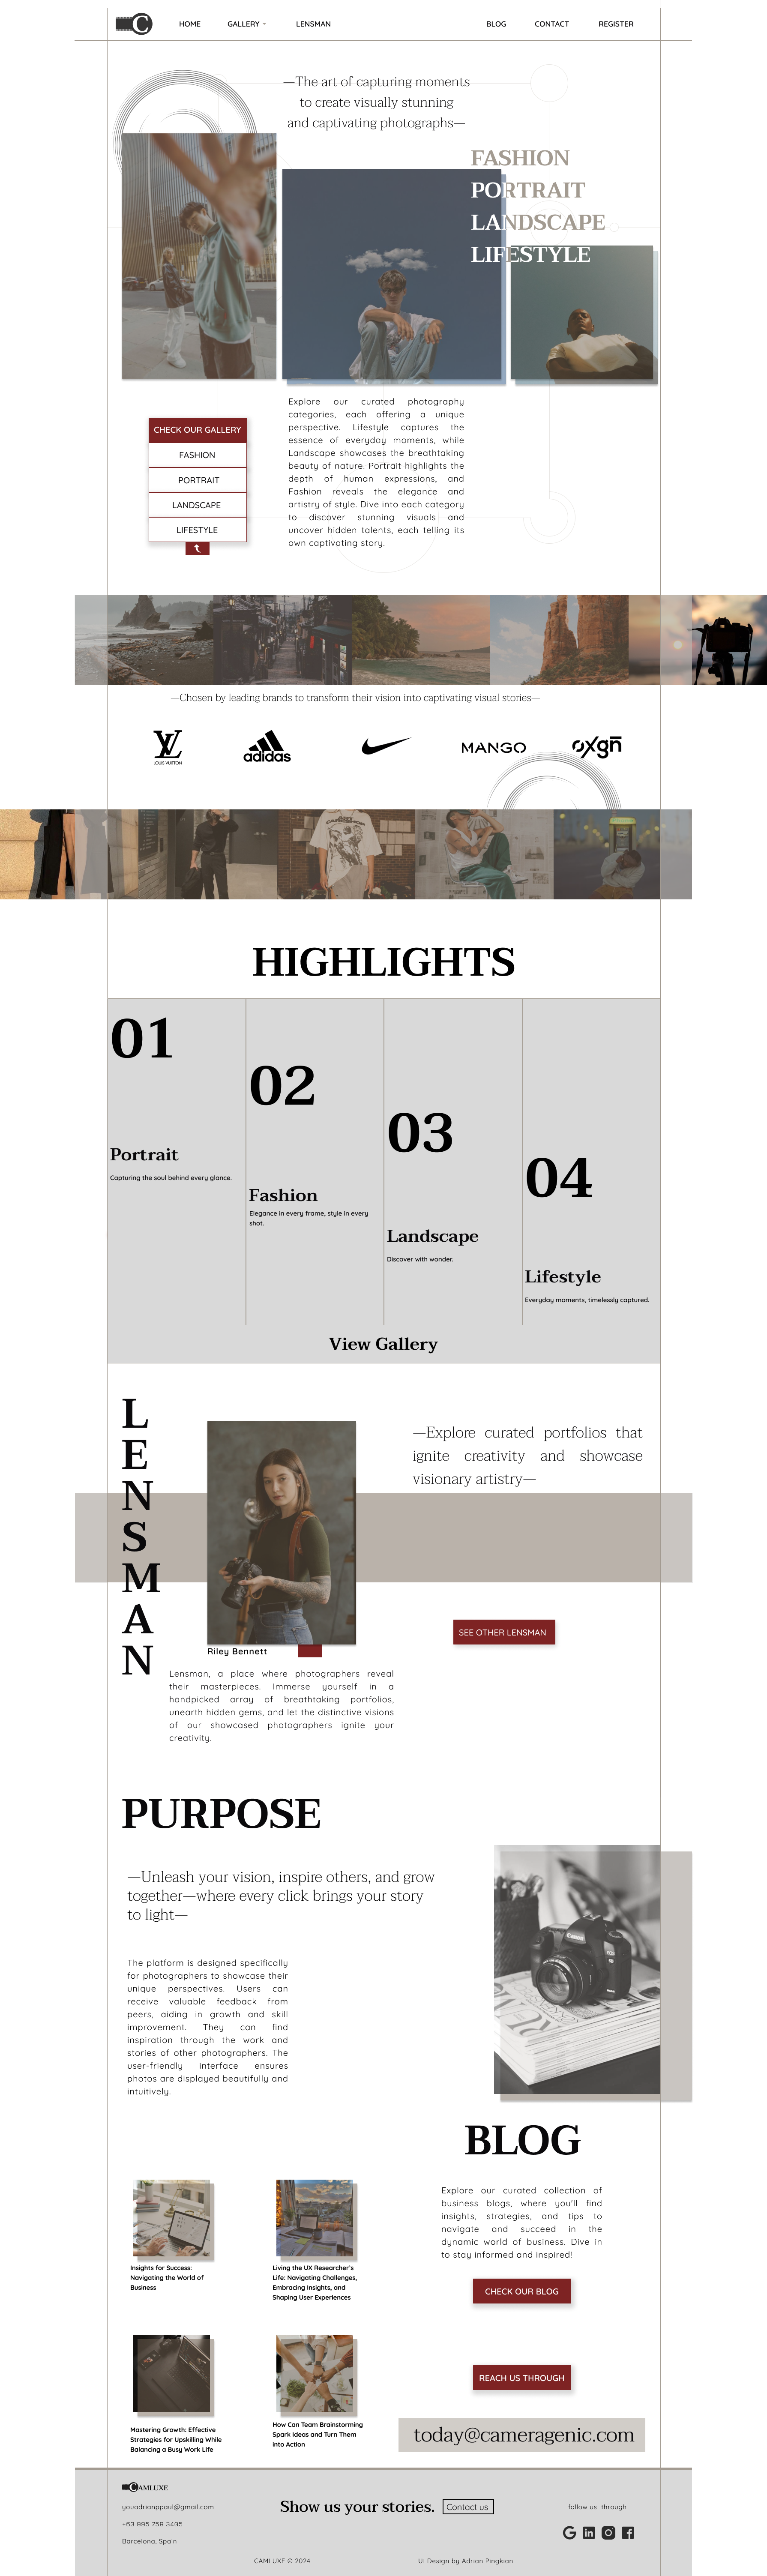 C
HOME
GALLERY
LENSMAN
BLOG
CONTACT
REGISTER
—The art of capturing moments
to create visually stunning
and captivating photographs—
FASHION
PORTRAIT
LANDSCAPE
LIFESTYLE
CHECK OUR GALLERY
FASHION
PORTRAIT
LANDSCAPE
LIFESTYLE
Explore our curated photography
categories, each offering a unique
perspective. Lifestyle captures the
essence of everyday moments, while
Landscape showcases the breathtaking
beauty of nature. Portrait highlights the
depth of human expressions, and
Fashion reveals the elegance and
artistry of style. Dive into each category
to discover stunning visuals and
uncover hidden talents, each telling its
own captivating story.
—Chosen by leading brands to transform their vision into captivating visual stories—
LV
LOUIS VUITTON
adidas
MANGO
oxgn
HIGHLIGHTS
01
Portrait
Capturing the soul behind every glance.
02
Fashion
Elegance in every frame, style in every
shot.
03
Landscape
Discover with wonder.
04
Lifestyle
Everyday moments, timelessly captured.
View Gallery
LENSMAN
—Explore curated portfolios that
ignite creativity and showcase
visionary artistry—
SEE OTHER LENSMAN
Riley Bennett
Lensman, a place where photographers reveal
their masterpieces. Immerse yourself in a
handpicked array of breathtaking portfolios,
unearth hidden gems, and let the distinctive visions
of our showcased photographers ignite your
creativity.
PURPOSE
—Unleash your vision, inspire others, and grow
together—where every click brings your story
to light—
The platform is designed specifically
for photographers to showcase their
unique perspectives. Users can
receive valuable feedback from
peers, aiding in growth and skill
improvement. They can find
inspiration through the work and
stories of other photographers. The
user-friendly interface ensures
photos are displayed beautifully and
intuitively.
Canon
BLOG
Explore our curated collection of
business blogs, where you'll find
insights, strategies, and tips to
navigate and succeed in the
dynamic world of business. Dive in
to stay informed and inspired!
CHECK OUR BLOG
Insights for Success:
Navigating the World of
Business
Living the UX Researcher's
Life: Navigating Challenges,
Embracing Insights, and
Shaping User Experiences
Mastering Growth: Effective
Strategies for Upskilling While
Balancing a Busy Work Life
How Can Team Brainstorming
Spark Ideas and Turn Them
into Action
REACH US THROUGH
today@cameragenic.com
CAMLUXE
youadrianppaul@gmail.com
+63 995 759 3405
Barcelona, Spain
Show us your stories.
Contact us
follow us through
CAMLUXE © 2024
UI Design by Adrian Pingkian